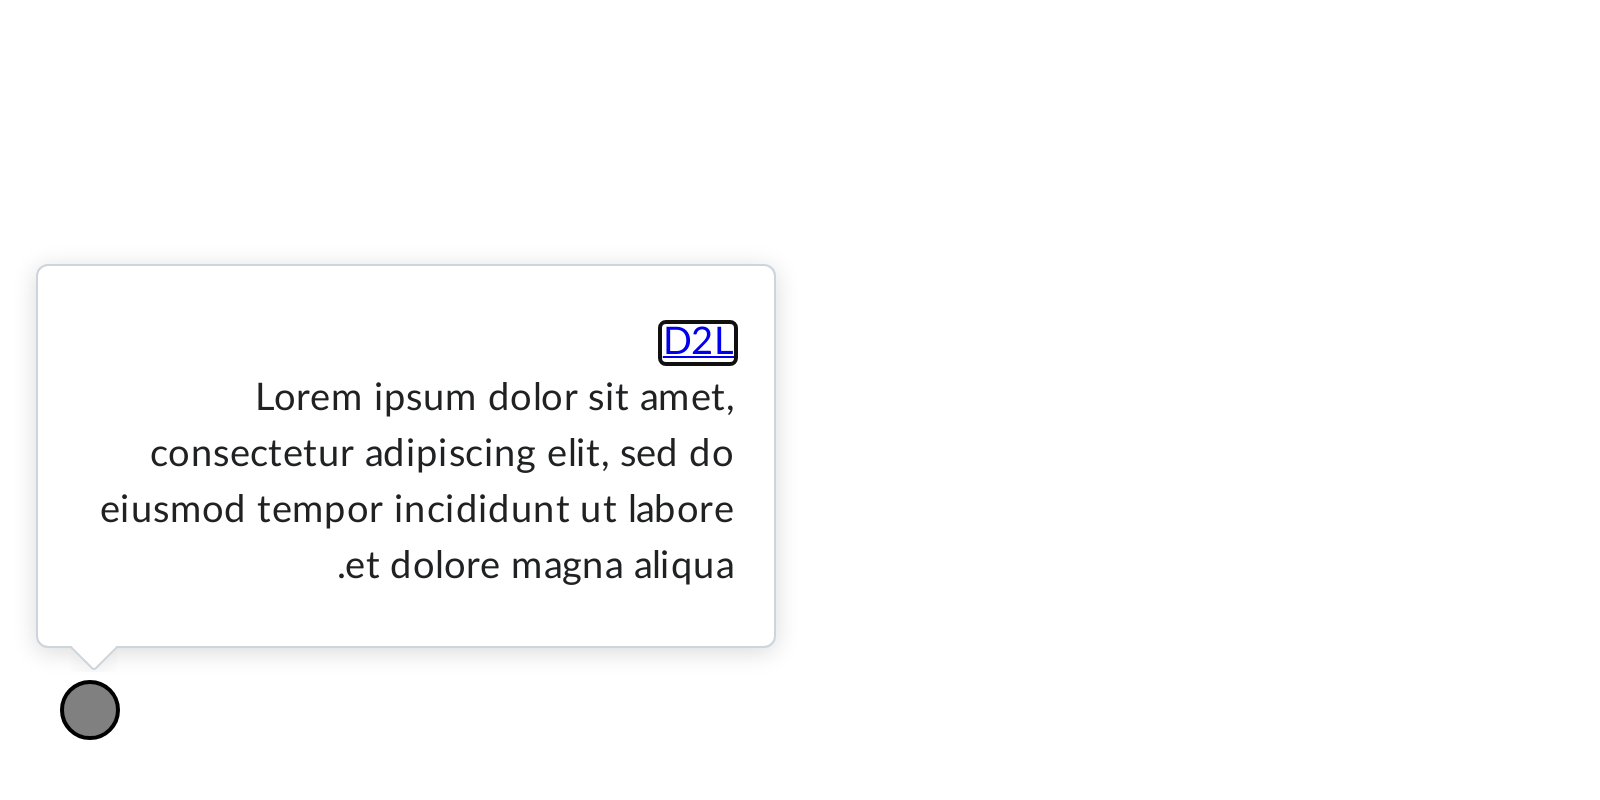 D2L
Lorem ipsum dolor sit amet,
consectetur adipiscing elit, sed do
eiusmod tempor incididunt ut labore
.et dolore magna aliqua